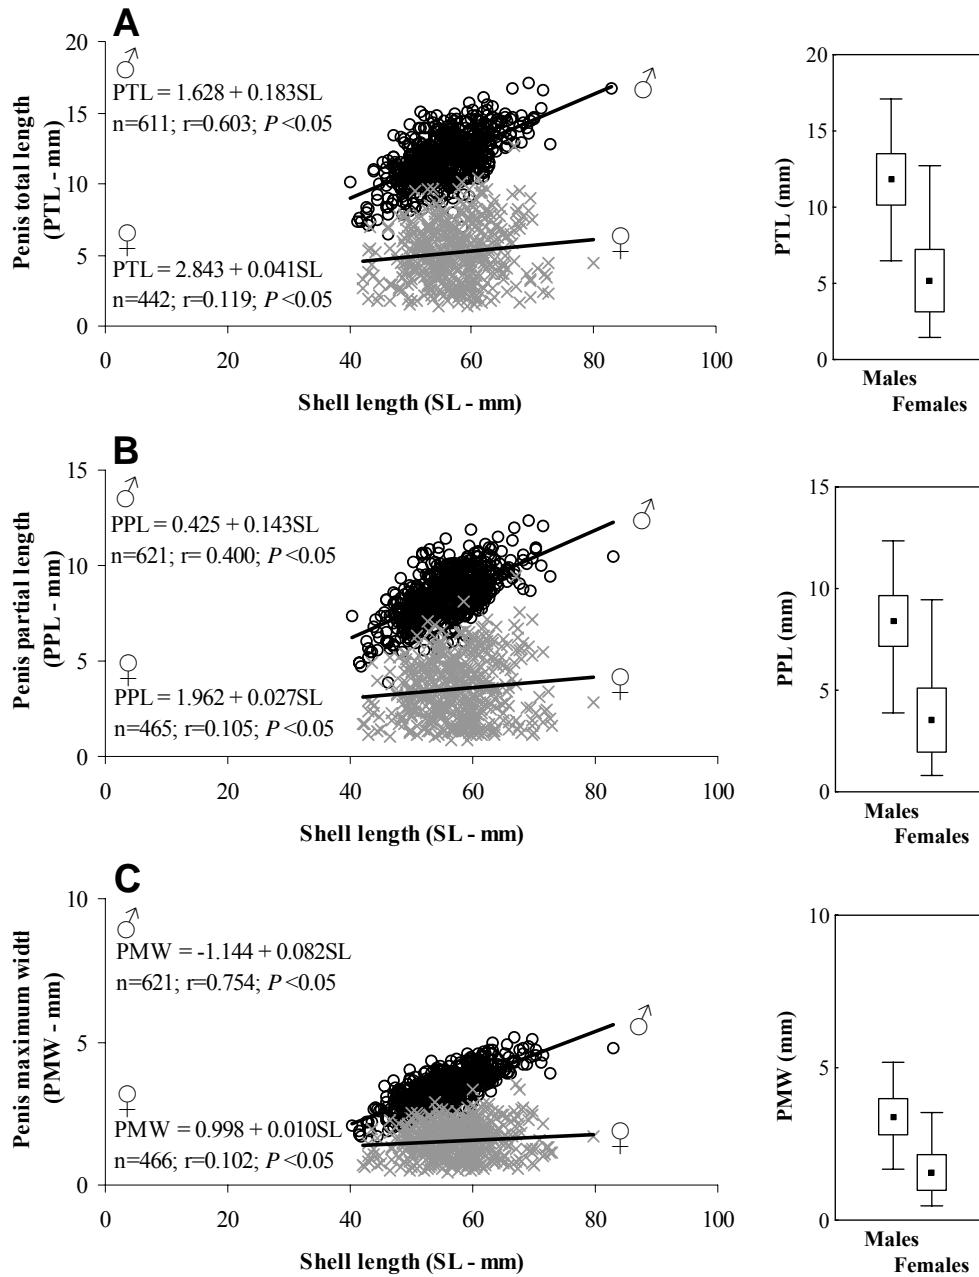 A
20
15
10
5
0
Penis total length
(PTL - mm)
♂
PTL = 1.628 + 0.183SL
n=611; r=0.603; P <0.05
♀
PTL = 2.843 + 0.041SL
n=442; r=0.119; P <0.05
♂
♀
0 20 40 60 80 100
Shell length (SL - mm)
20
15
10
5
0
PTL (mm)
Males
Females
B
15
10
5
0
Penis partial length
(PPL - mm)
♂
PPL = 0.425 + 0.143SL
n=621; r= 0.400; P <0.05
♀
PPL = 1.962 + 0.027SL
n=465; r=0.105; P <0.05
♂
♀
0 20 40 60 80 100
Shell length (SL - mm)
15
10
5
0
PPL (mm)
Males
Females
C
10
5
0
Penis maximum widtl
(PMW - mm)
♂
PMW = -1.144 + 0.082SL
n=621; r=0.754; P <0.05
♀
PMW = 0.998 + 0.010SL
n=466; r=0.102; P <0.05
♂
♀
0 20 40 60 80 100
Shell length (SL - mm)
10
5
0
PMW (mm)
Males
Females